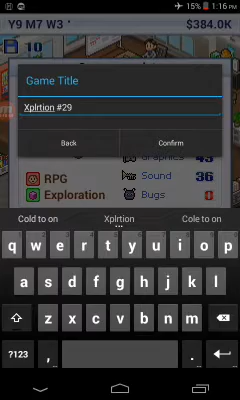 15% 1:16 PM
Y9 M7 W3 $384.0K
10
Game Title
Xplrtion #29
Back Confirm
Graphics 45
RPG Sound 36
Exploration Bugs 0
Cold to on Xplrtion Cole to on
q w e r t y u i o p
a s d f g h j k l
z x c v b n m
?123 , .